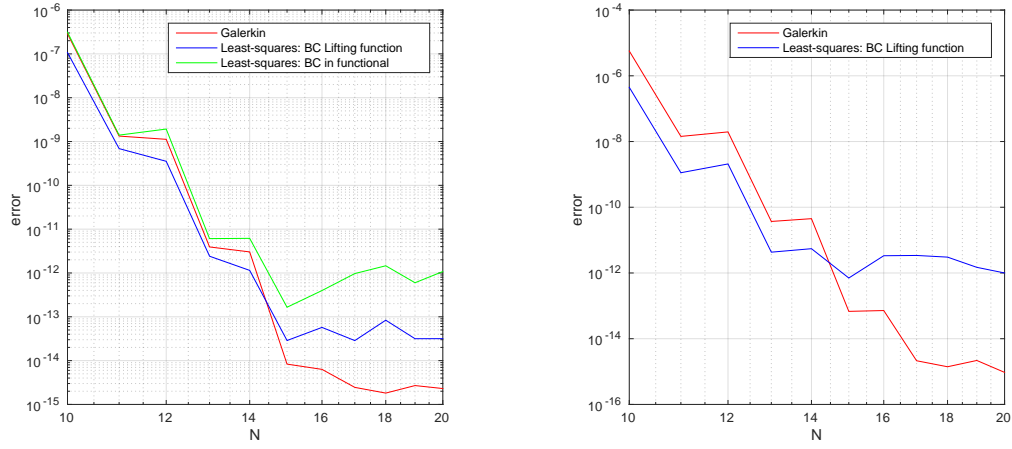 10^-6
10^-7
10^-8
10^-9
10^-10
10^-11
10^-12
10^-13
10^-14
10^-15
error
10 12 14 16 18 20
N
Galerkin
Least-squares: BC Lifting function
Least-squares: BC in functional
10^-4
10^-6
10^-8
10^-10
10^-12
10^-14
10^-16
error
10 12 14 16 18 20
N
Galerkin
Least-squares: BC Lifting function